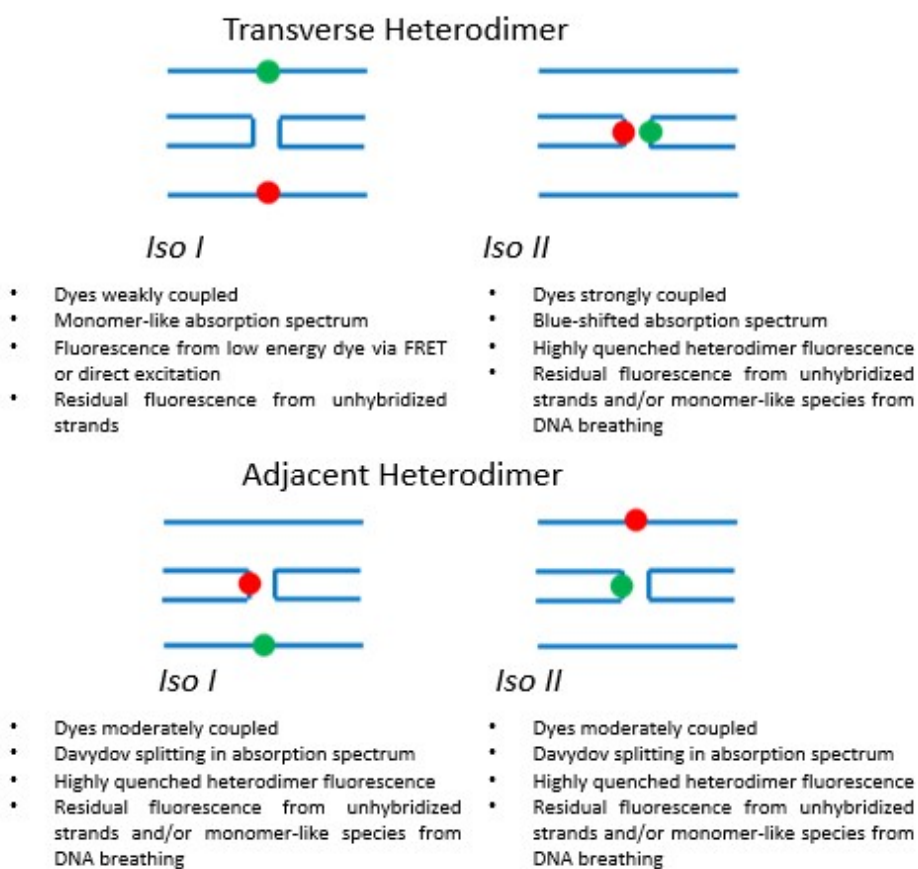 Transverse Heterodimer
Iso I
• Dyes weakly coupled
• Monomer-like absorption spectrum
• Fluorescence from low energy dye via FRET
or direct excitation
• Residual fluorescence from unhybridized
strands
Iso II
• Dyes strongly coupled
• Blue-shifted absorption spectrum
• Highly quenched heterodimer fluorescence
• Residual fluorescence from unhybridized
strands and/or monomer-like species from
DNA breathing
Adjacent Heterodimer
Iso I
• Dyes moderately coupled
• Davydov splitting in absorption spectrum
• Highly quenched heterodimer fluorescence
• Residual fluorescence from unhybridized
strands and/or monomer-like species from
DNA breathing
Iso II
• Dyes moderately coupled
• Davydov splitting in absorption spectrum
• Highly quenched heterodimer fluorescence
• Residual fluorescence from unhybridized
strands and/or monomer-like species from
DNA breathing